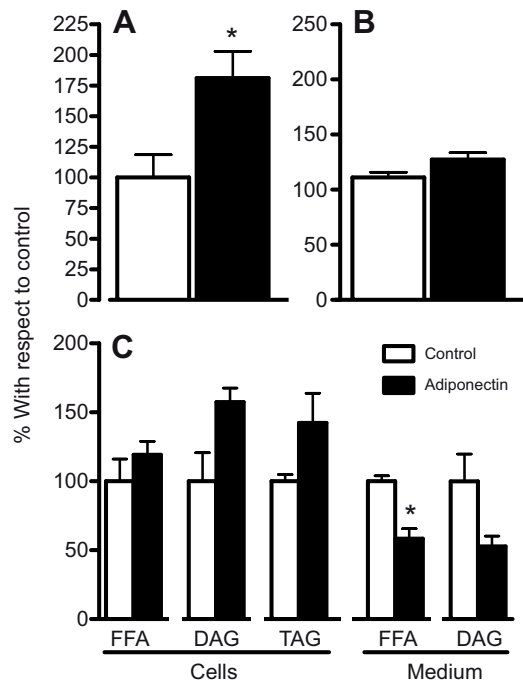 A
225
200
175
150
125
100
75
50
25
0
*
B
250
200
150
100
50
0
% With respect to control
C
200
150
100
50
0
Control
Adiponectin
*
FFA DAG TAG FFA DAG
Cells Medium